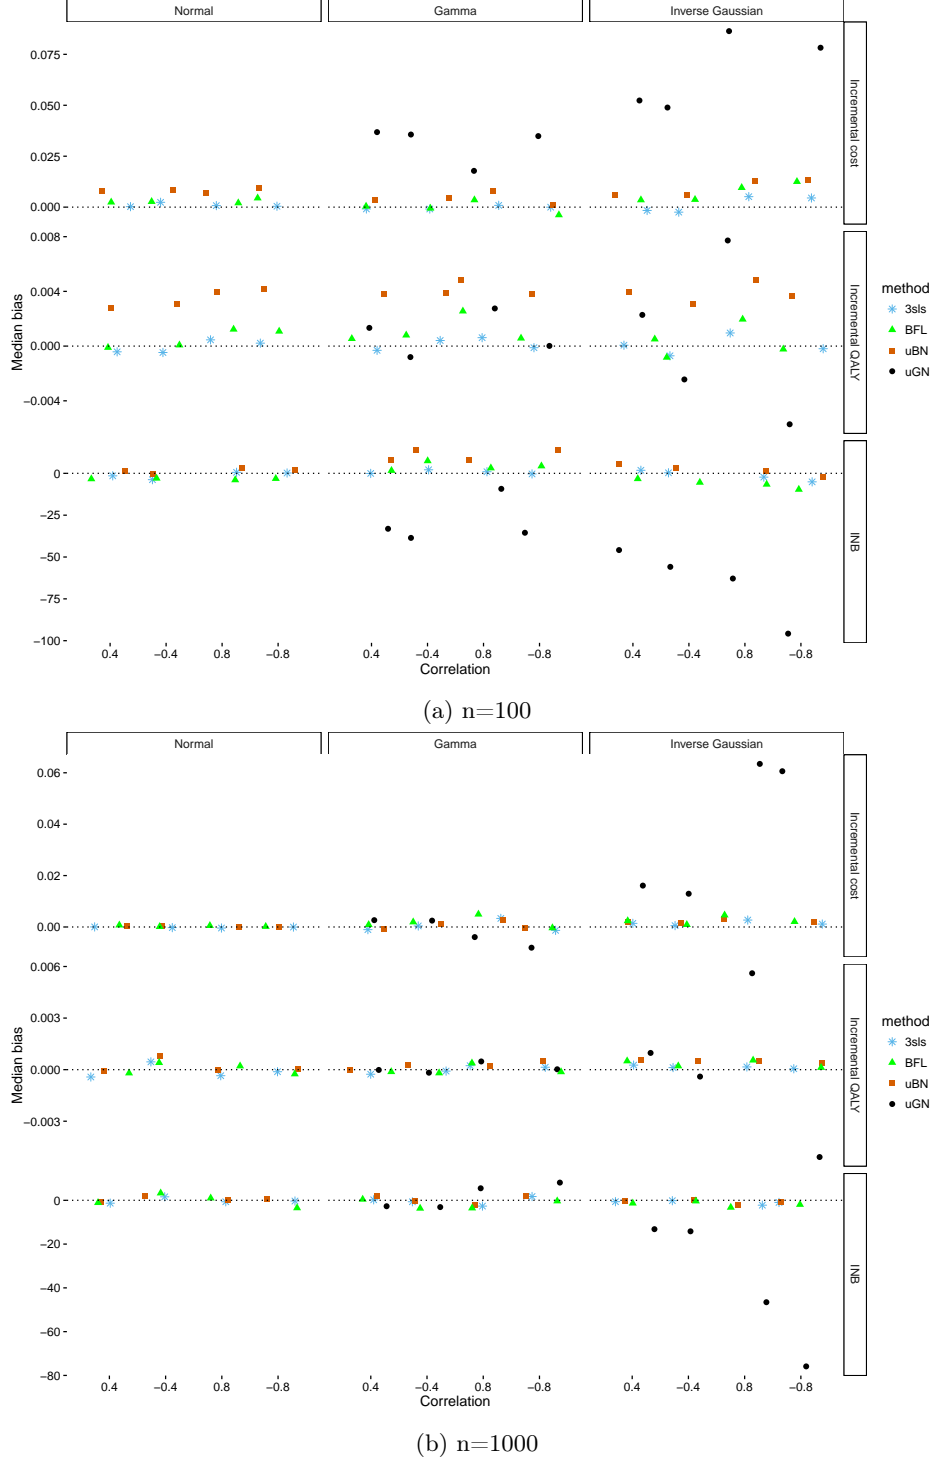 Normal Gamma Inverse Gaussian
0.075
0.050
0.025
0.000
Incremental cost
0.008
0.004
0.000
−0.004
Incremental QALY
0
−25
−50
−75
−100
INB
Median bias
0.4 −0.4 0.8 −0.8 0.4 −0.4 0.8 −0.8 0.4 −0.4 0.8 −0.8
Correlation
method
3sls
BFL
uBN
uGN
(a) n=100
Normal Gamma Inverse Gaussian
0.06
0.04
0.02
0.00
Incremental cost
0.006
0.003
0.000
−0.003
Incremental QALY
0
−20
−40
−60
−80
INB
Median bias
0.4 −0.4 0.8 −0.8 0.4 −0.4 0.8 −0.8 0.4 −0.4 0.8 −0.8
Correlation
method
3sls
BFL
uBN
uGN
(b) n=1000